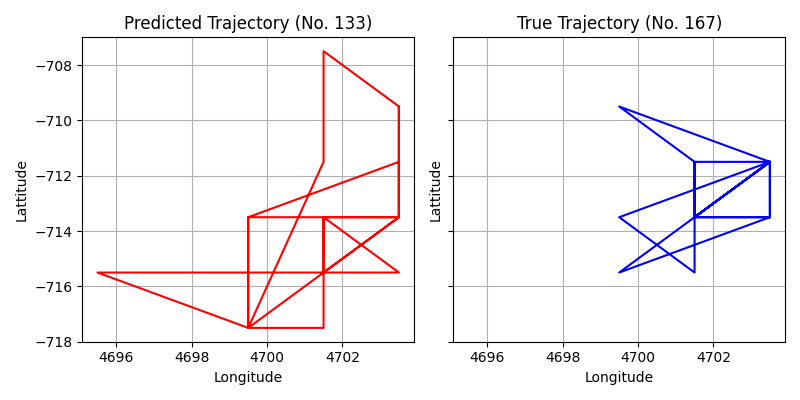 Predicted Trajectory (No. 133)
True Trajectory (No. 167)
Lattitude
−708
−710
−712
−714
−716
−718
4696
4698
4700
4702
Longitude
Lattitude
4696
4698
4700
4702
Longitude